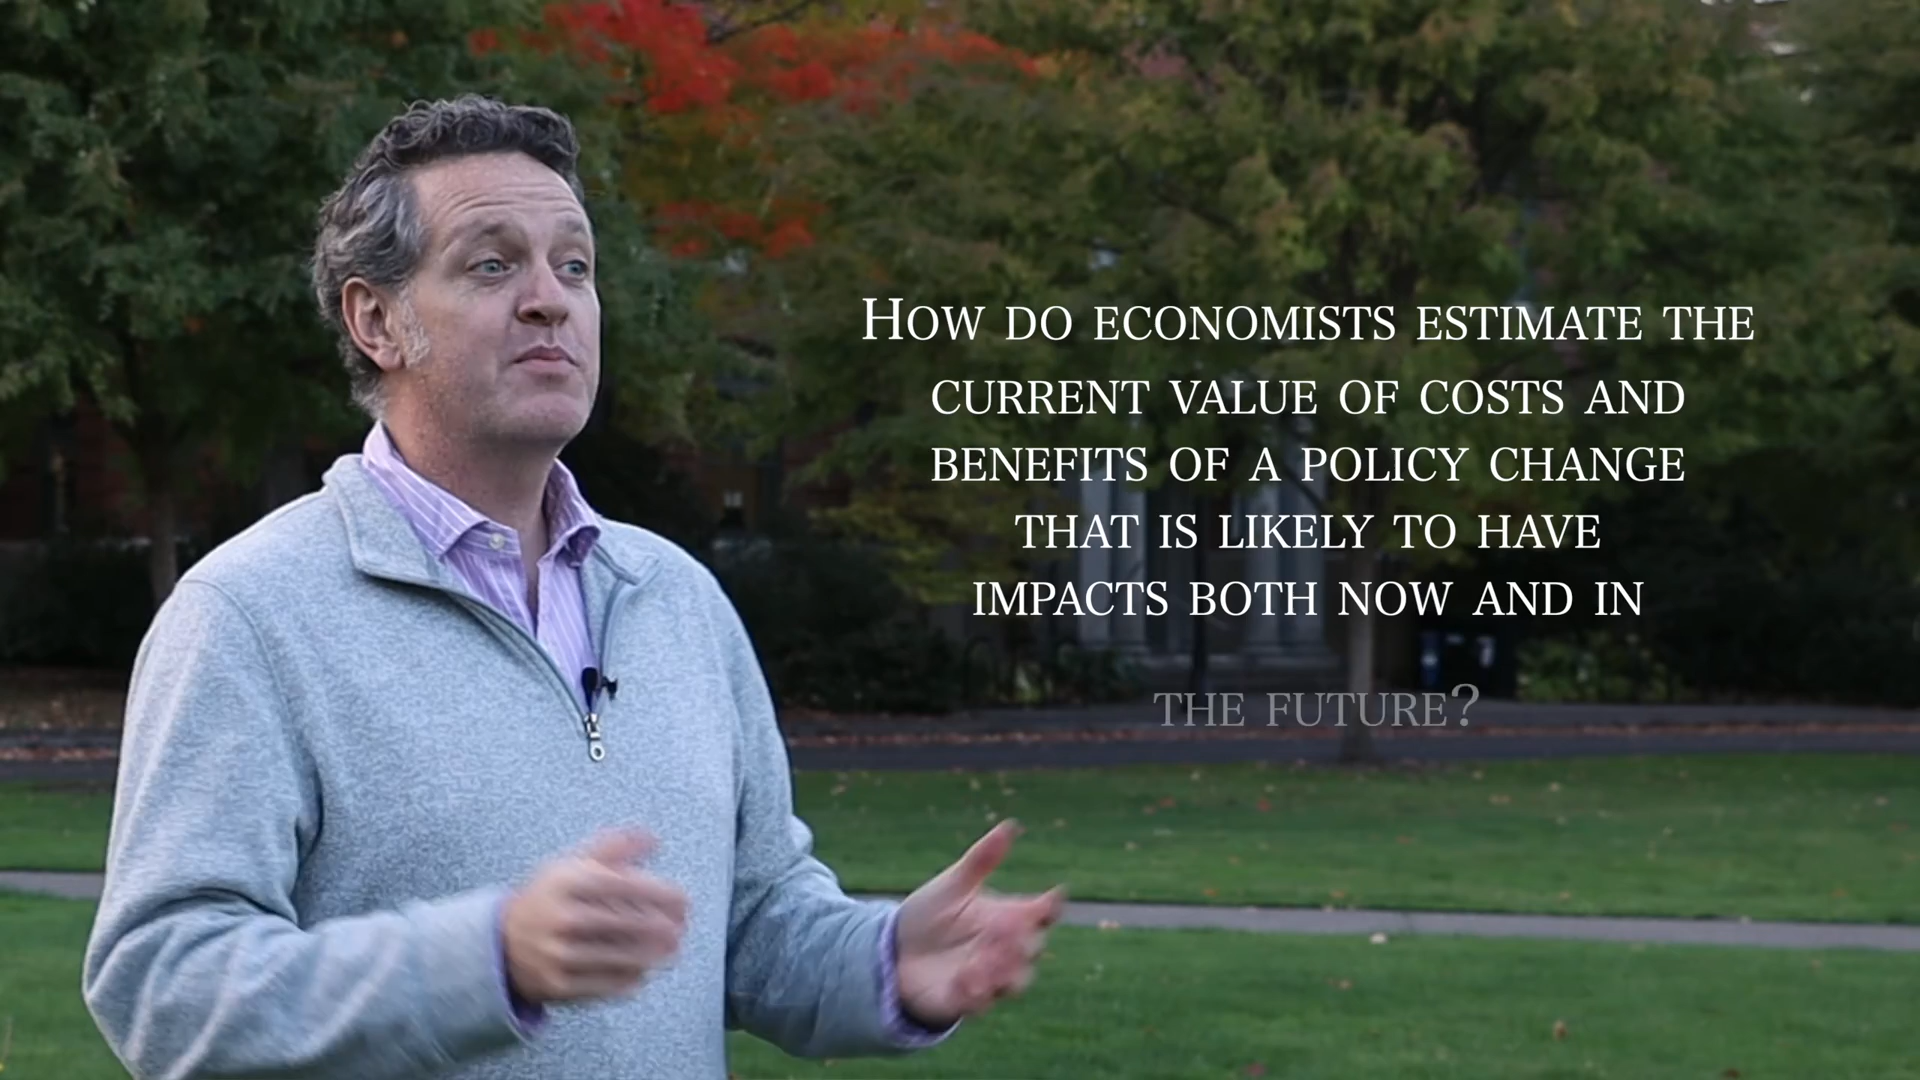 How do economists estimate the
current value of costs and
benefits of a policy change
that is likely to have
impacts both now and in
the future?